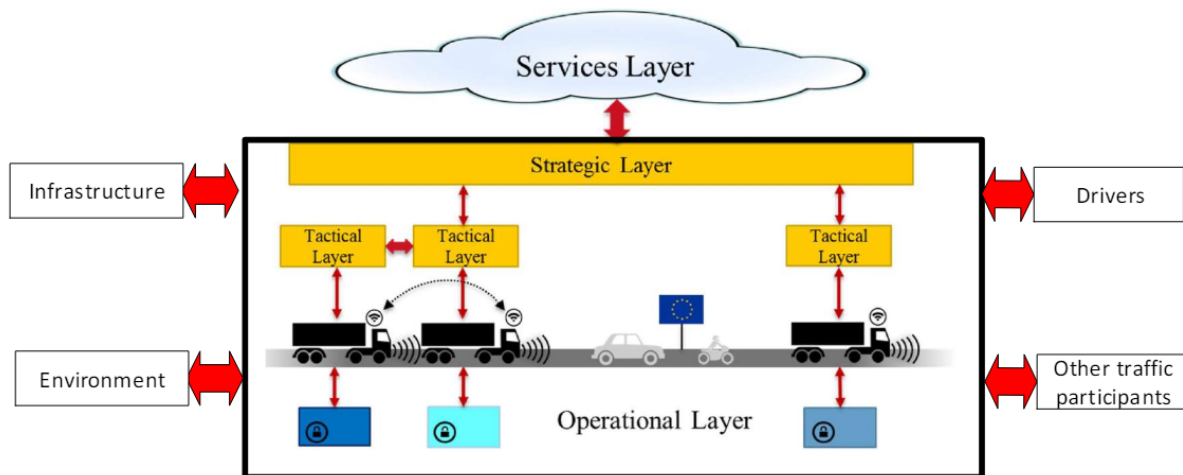 Services Layer
Strategic Layer
Infrastructure
Drivers
Tactical
Layer
Tactical
Layer
Tactical
Layer
Environment
Other traffic
participants
Operational Layer